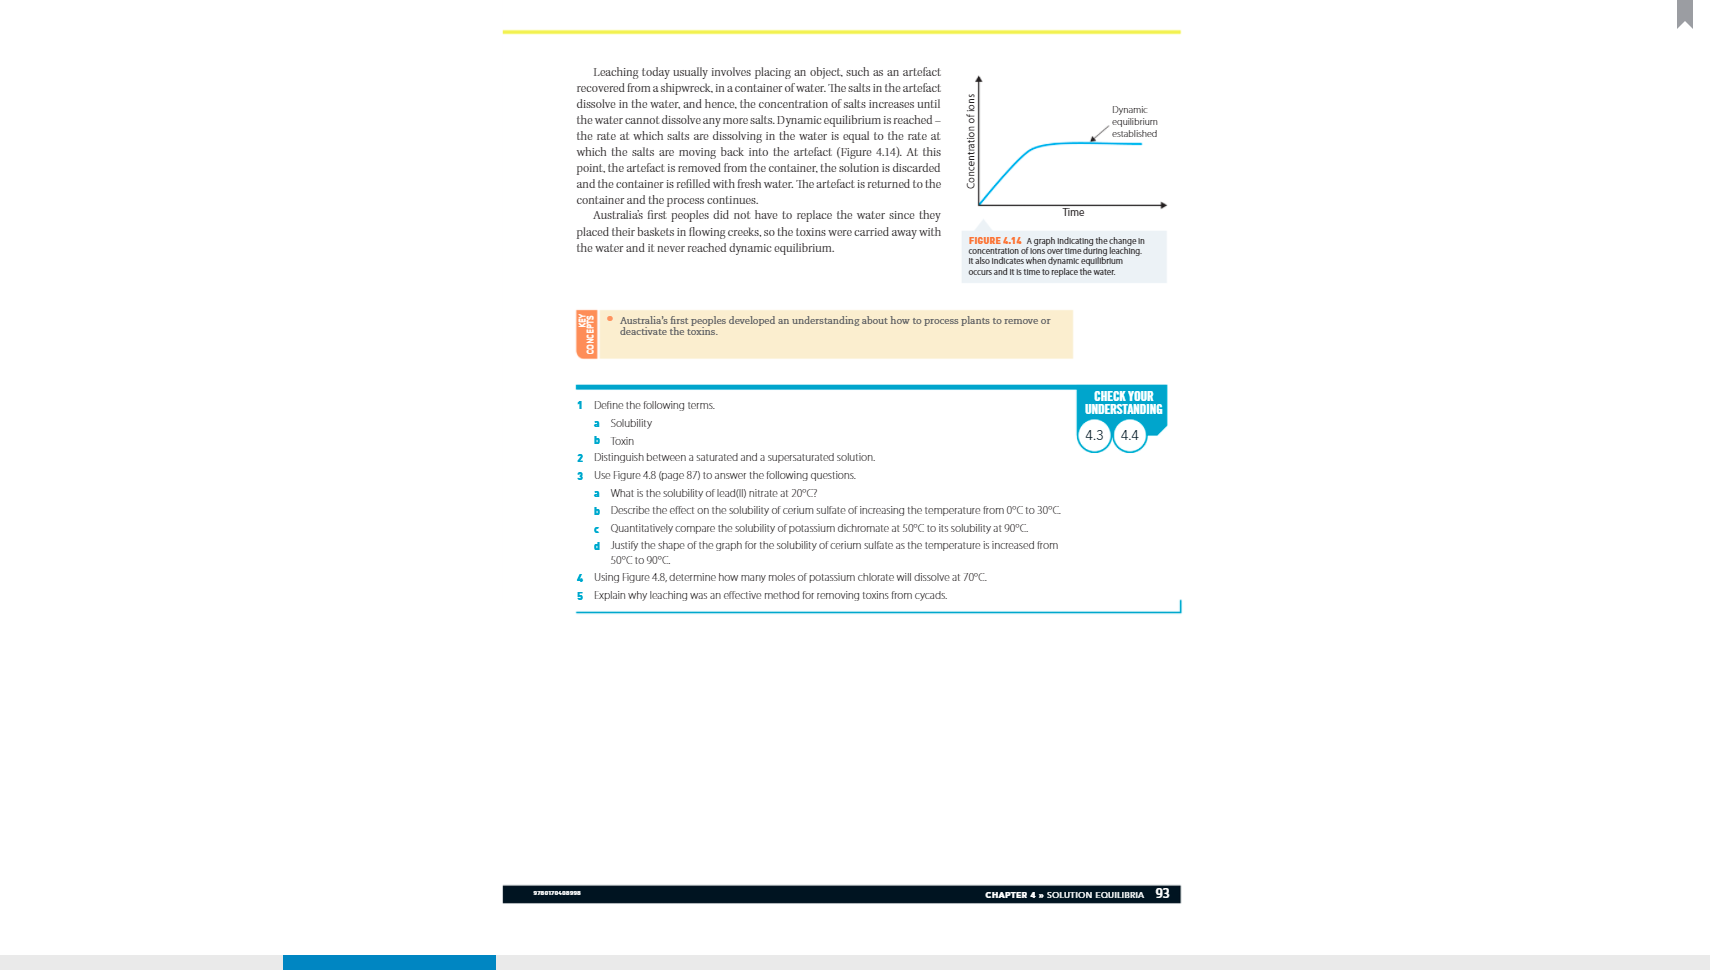 Leaching today usually involves placing an object, such as an artefact
recovered from a shipwreck, in a container of water. The salts in the artefact
dissolve in the water, and hence, the concentration of salts increases until
the water cannot dissolve any more salts. Dynamic equilibrium is reached –
the rate at which salts are dissolving in the water is equal to the rate at
which the salts are moving back into the artefact (Figure 4.14). At this
point, the artefact is removed from the container, the solution is discarded
and the container is refilled with fresh water. The artefact is returned to the
container and the process continues.
Australia's first peoples did not have to replace the water since they
placed their baskets in flowing creeks, so the toxins were carried away with
the water and it never reached dynamic equilibrium.
Concentration of ions
Dynamic
equilibrium
established
Time
FIGURE 4.14 A graph indicating the change in
concentration of ions over time during leaching.
It also indicates when dynamic equilibrium
occurs and it is time to replace the water.
KEY
CONCEPTS
• Australia's first peoples developed an understanding about how to process plants to remove or
deactivate the toxins.
CHECK YOUR
UNDERSTANDING
4.3 4.4
1 Define the following terms.
a Solubility
b Toxin
2 Distinguish between a saturated and a supersaturated solution.
3 Use Figure 4.8 (page 87) to answer the following questions.
a What is the solubility of lead(II) nitrate at 20°C?
b Describe the effect on the solubility of cerium sulfate of increasing the temperature from 0°C to 30°C.
c Quantitatively compare the solubility of potassium dichromate at 50°C to its solubility at 90°C.
d Justify the shape of the graph for the solubility of cerium sulfate as the temperature is increased from
50°C to 90°C.
4 Using Figure 4.8, determine how many moles of potassium chlorate will dissolve at 70°C.
5 Explain why leaching was an effective method for removing toxins from cycads.
CHAPTER 4 » SOLUTION EQUILIBRIA 93